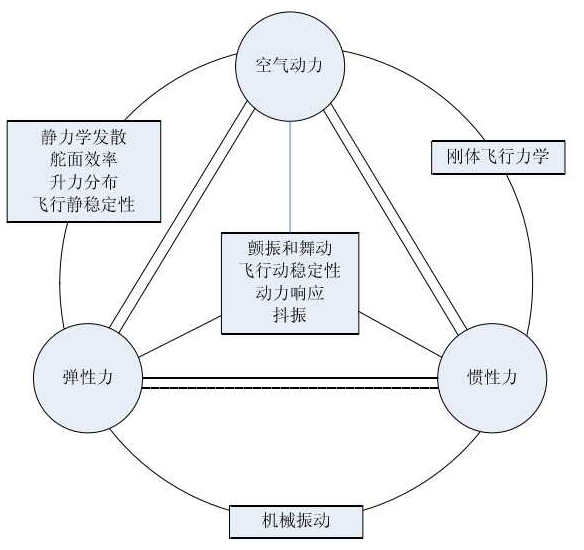 空气动力
静力学发散
舵面效率
升力分布
飞行静稳定性
刚体飞行力学
颤振和舞动
飞行动稳定性
动力响应
抖振
弹性力
惯性力
机械振动